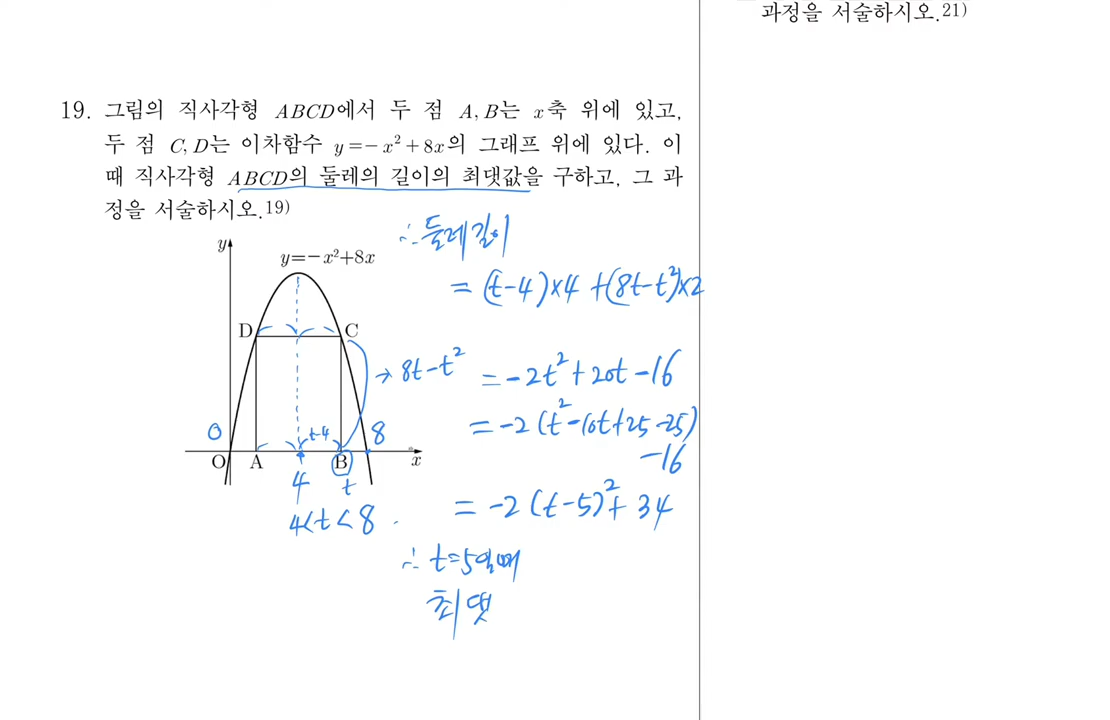 과정을 서술하시오.21)
19. 그림의 직사각형 ABCD에서 두 점 A, B는 x축 위에 있고,
두 점 C, D는 이차함수 y=-x²+8x의 그래프 위에 있다. 이
때 직사각형 ABCD의 둘레의 길이의 최댓값을 구하고, 그 과
정을 서술하시오.19)
∴ 둘레 길이
= (t-4)×4 + (8t-t²)×2
= -2t² + 20t - 16
= -2(t²-10t+25-25)
-16
= -2(t-5)² + 34
∴ t=5일 때
최댓
y
y=-x²+8x
D
C
→ 8t-t²
0
t-4
8
O
A
B
x
4
t
4<t<8